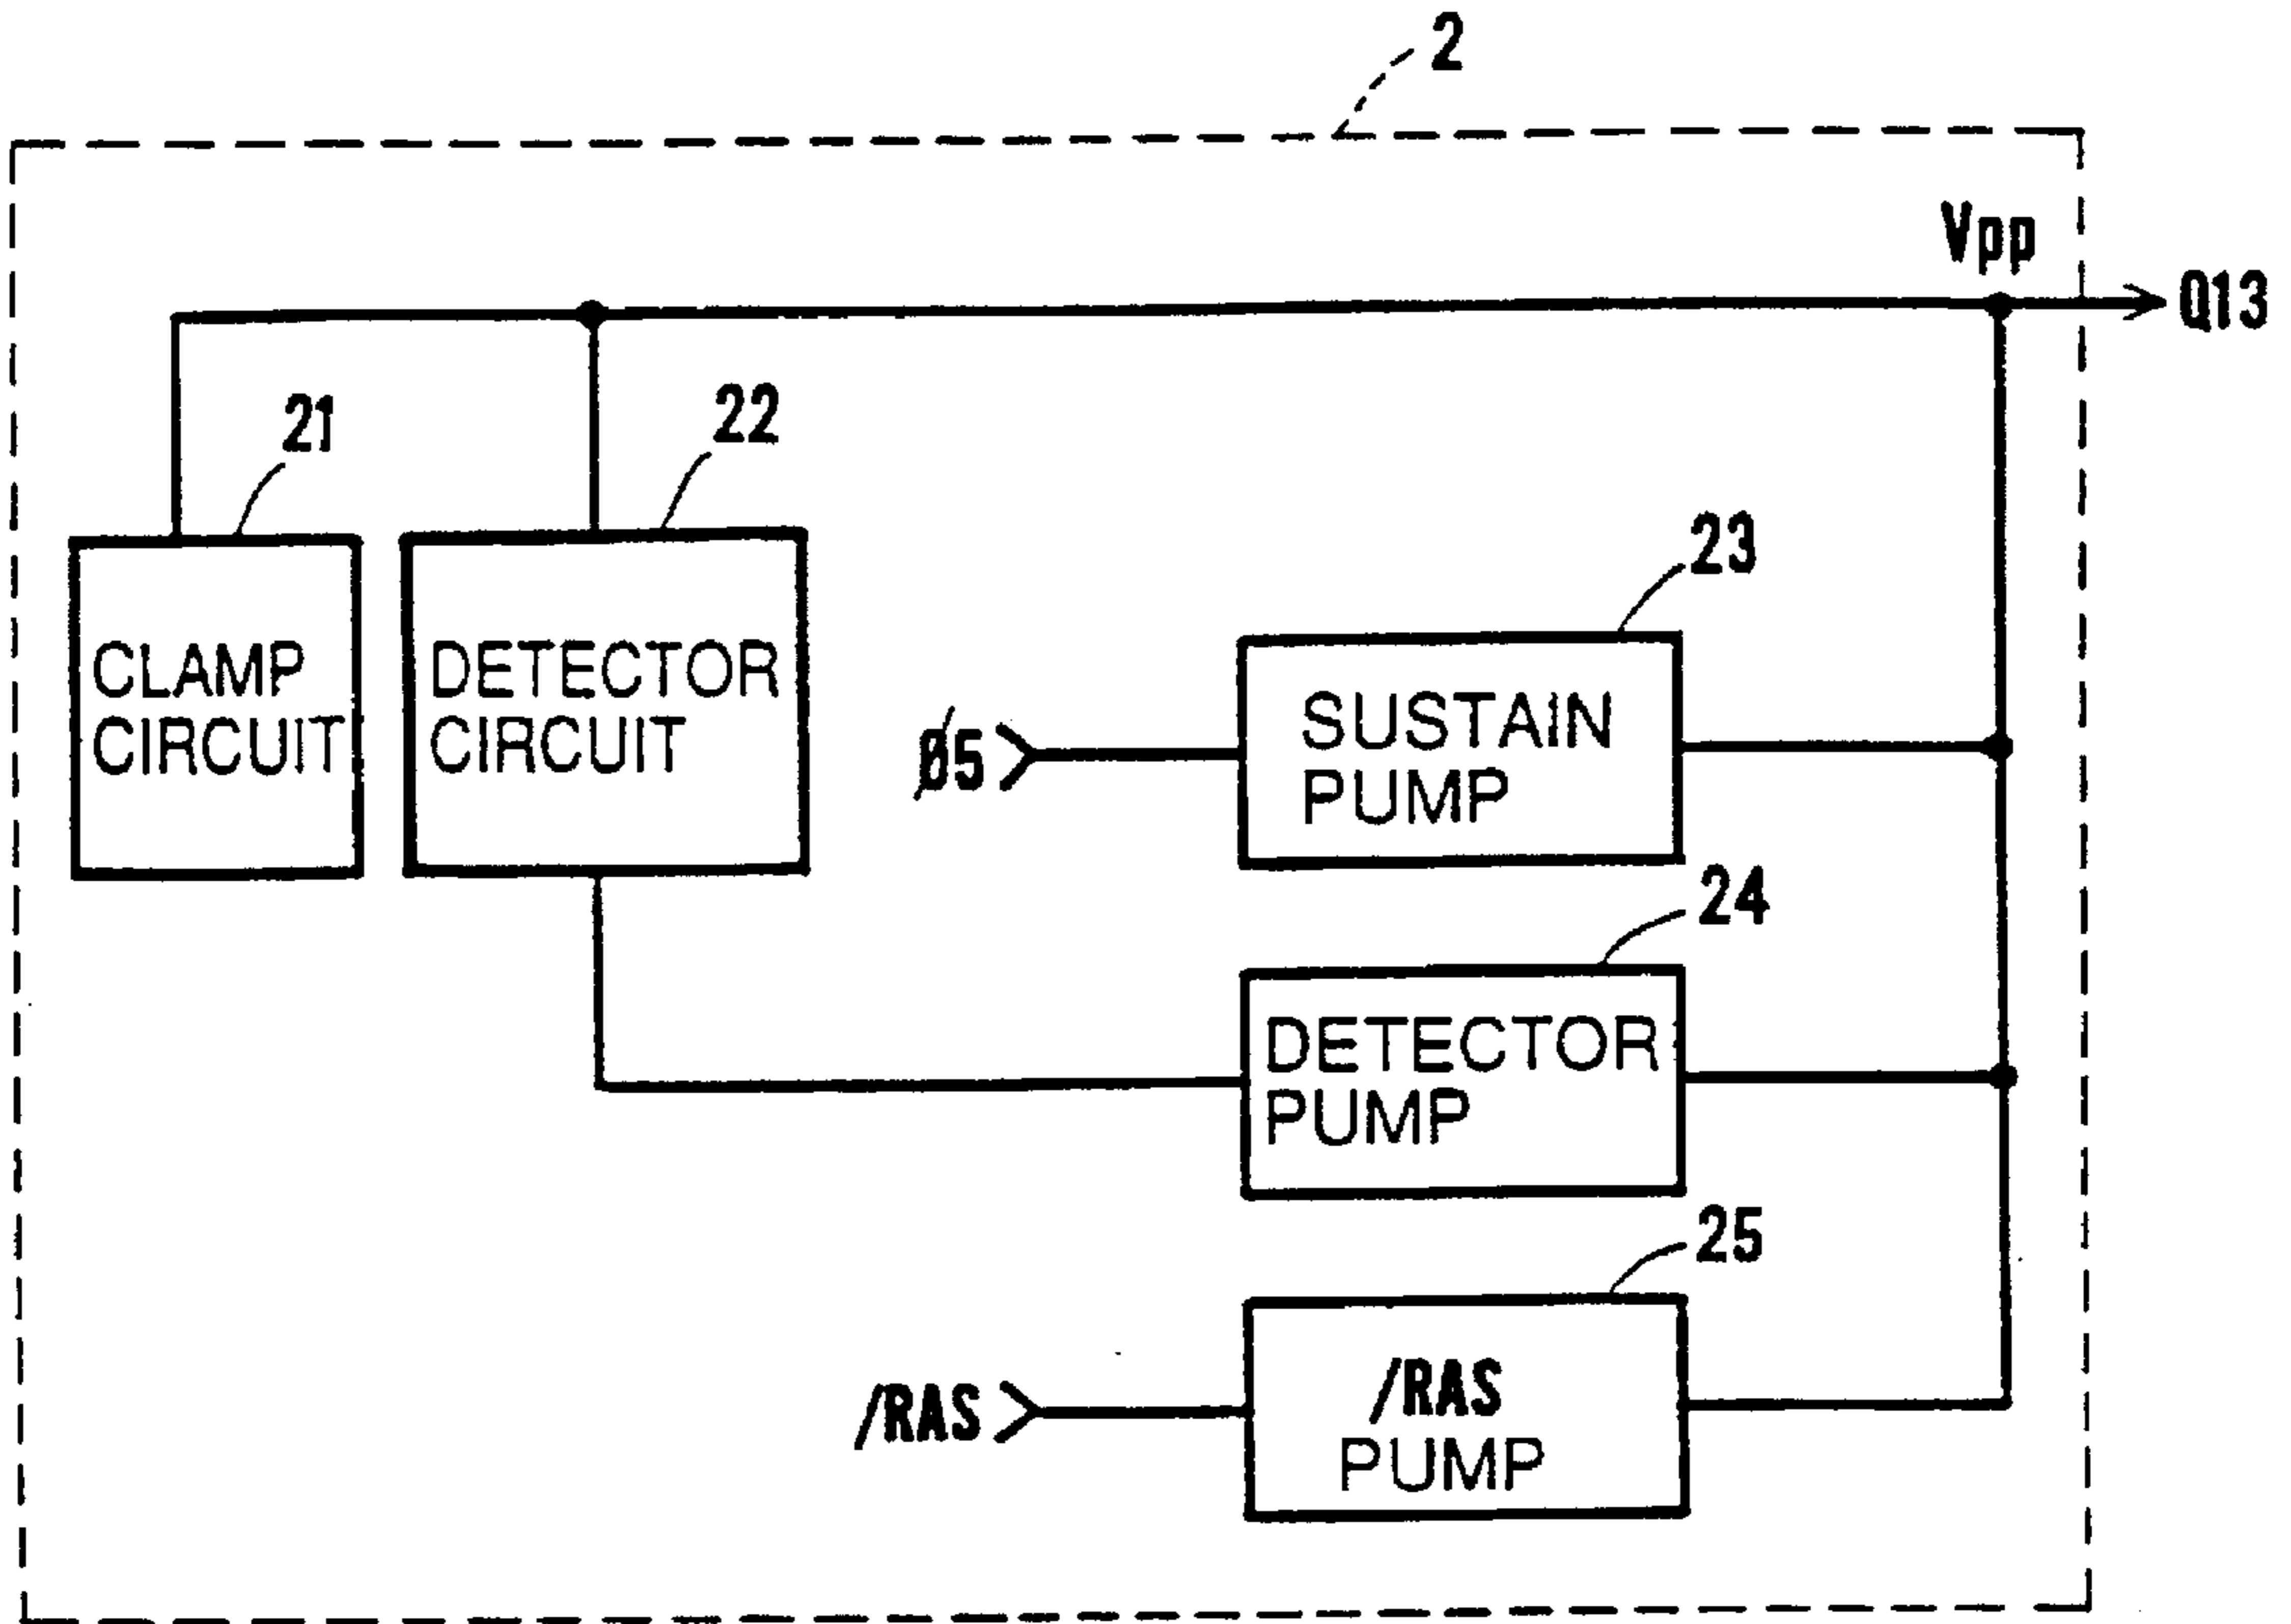 2
Vpp
Q13
21
22
CLAMP
CIRCUIT
DETECTOR
CIRCUIT
23
ø5
SUSTAIN
PUMP
24
DETECTOR
PUMP
25
/RAS
/RAS
PUMP